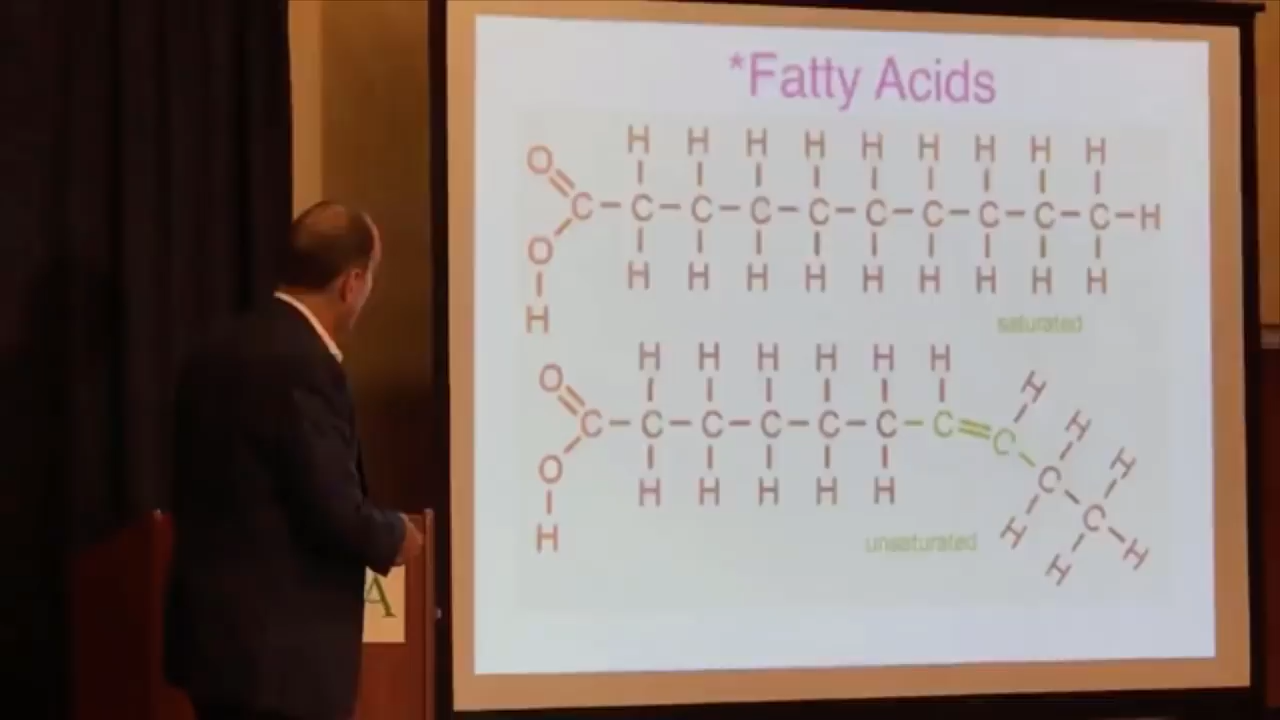 *Fatty Acids
H H H H H H H H H
O
C C C C C C C C C C H
O
H H H H H H H H H
H
saturated
H H H H H H
O H H H
C C C C C C C C C C
O
H H H H H H H H
H
unsaturated
A